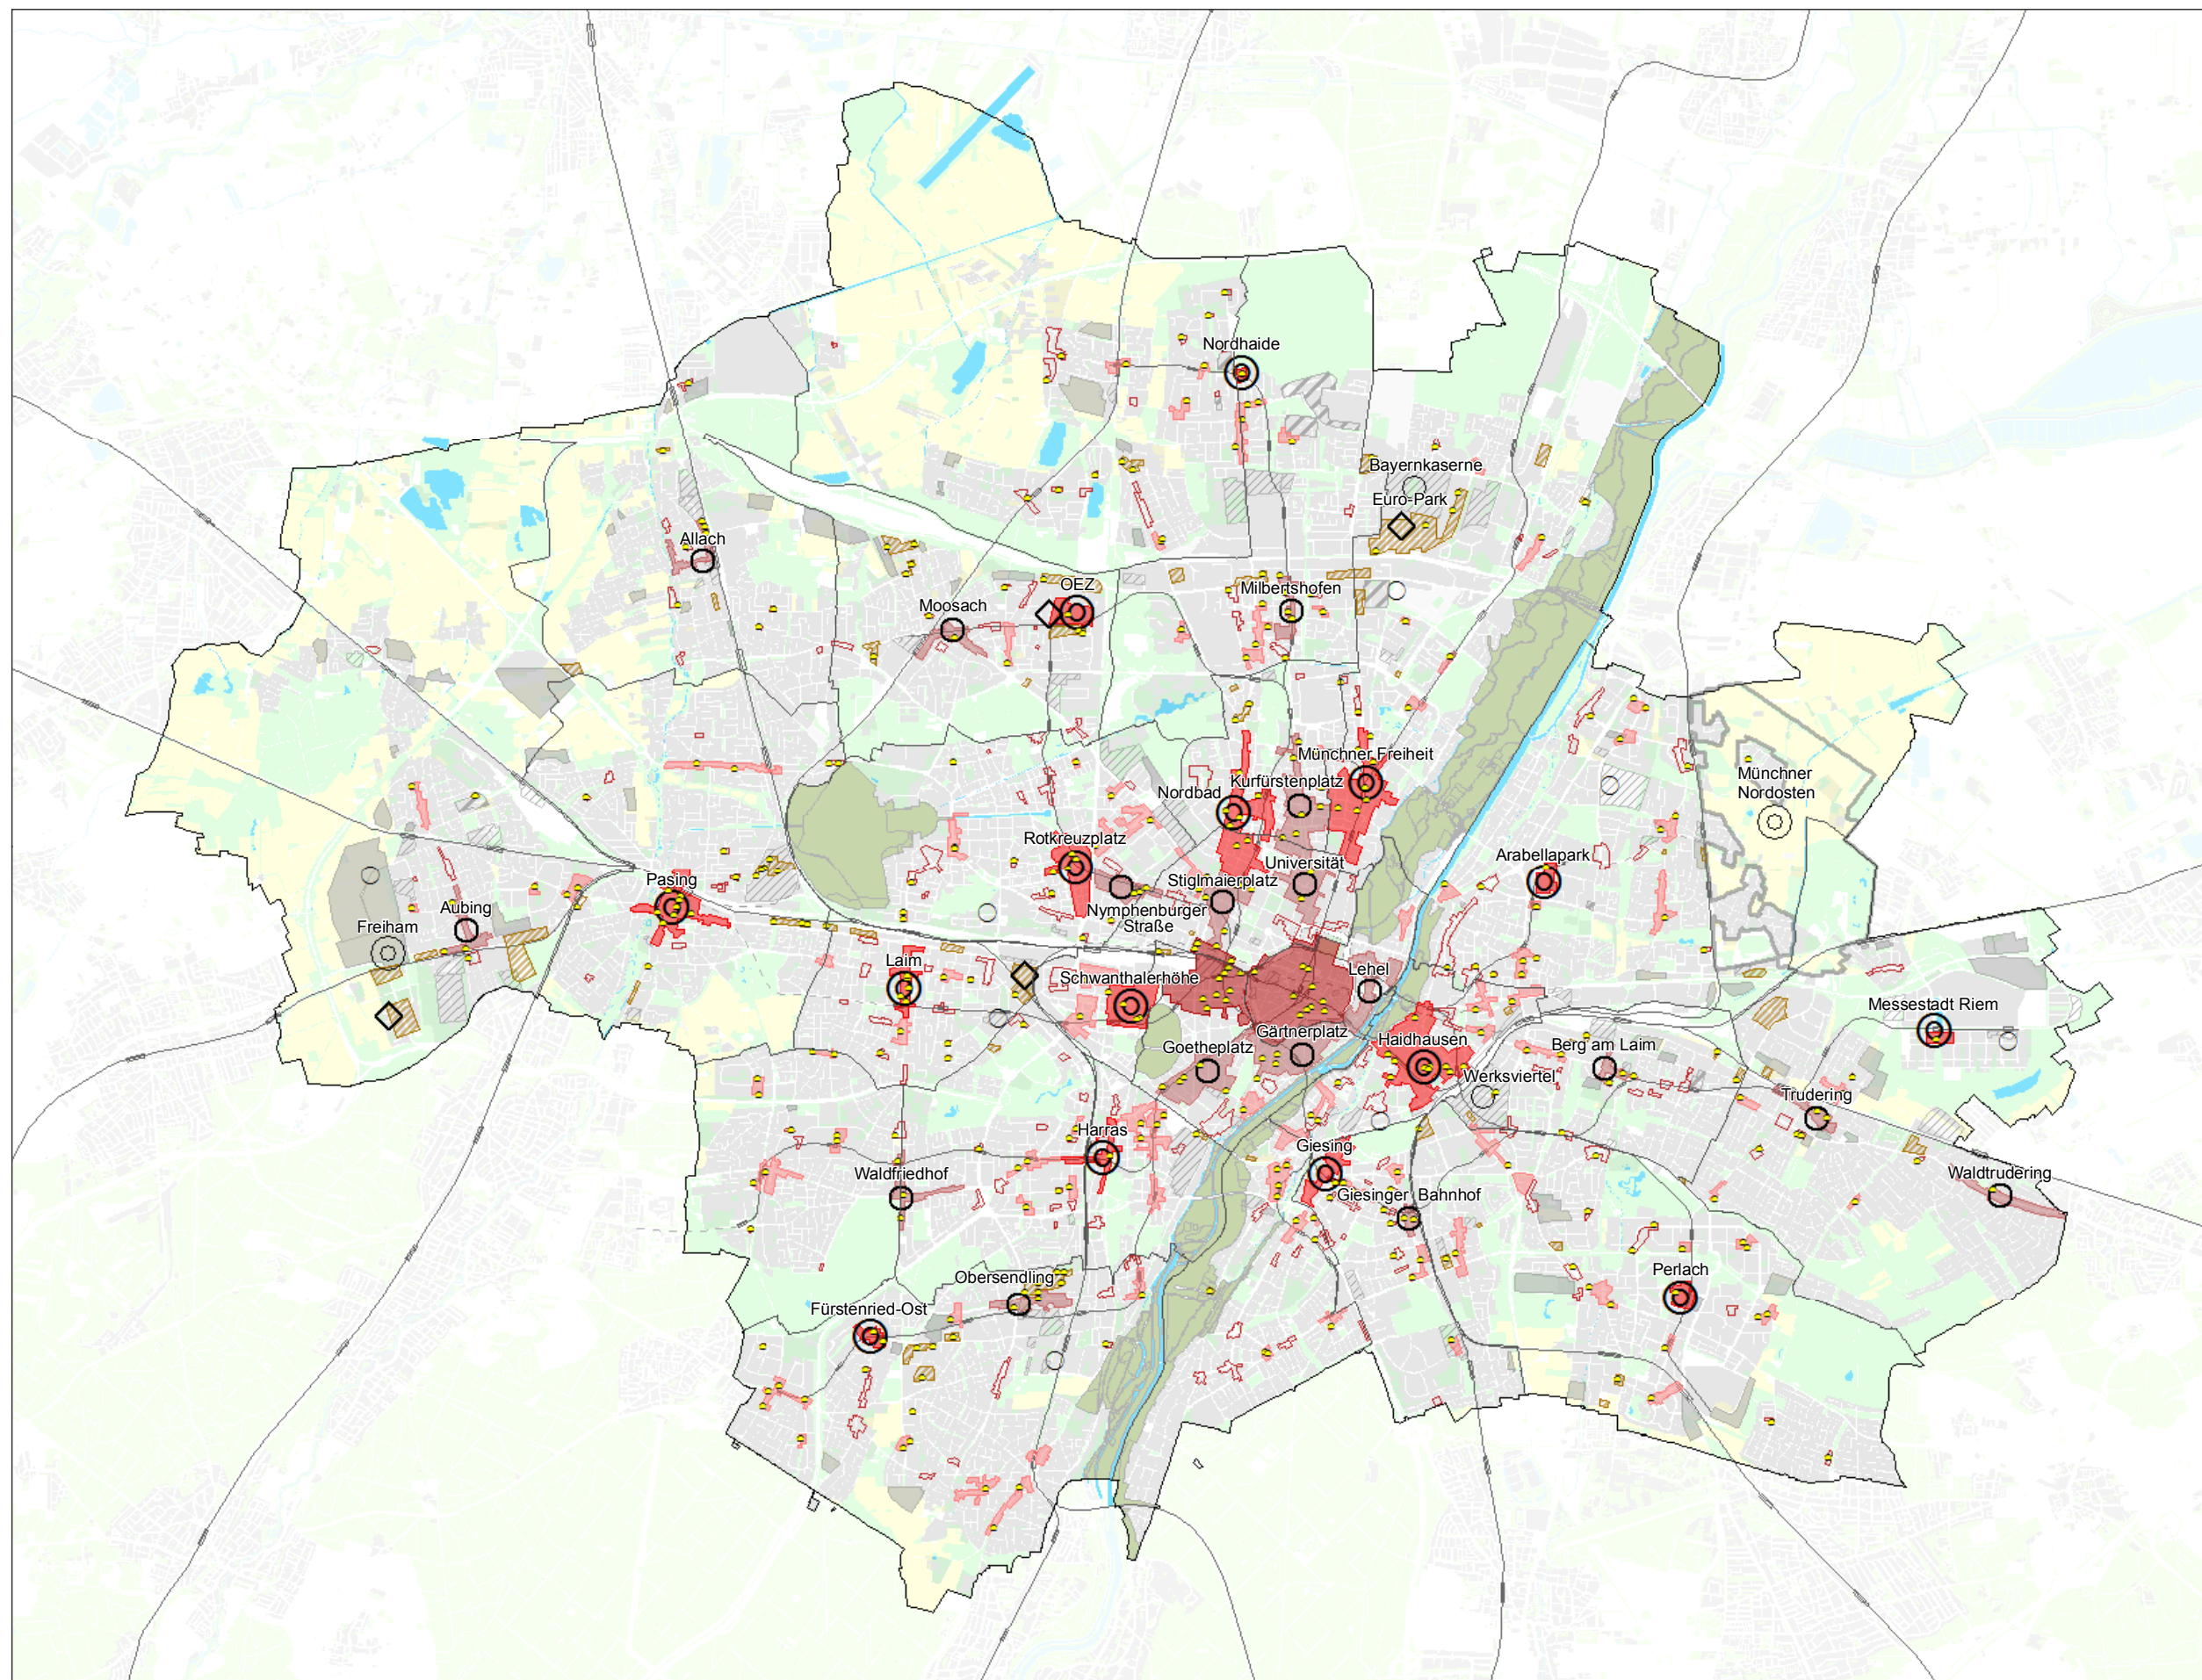 Nordhaide
Bayernkaserne
Euro-Park
Allach
OEZ
Milbertshofen
Moosach
Münchner Freiheit
Kurfürstenplatz
Nordbad
Münchner
Nordosten
Rotkreuzplatz
Universität
Arabellapark
Stiglmaierplatz
Pasing
Nymphenburger
Straße
Aubing
Freiham
Laim
Schwanthalerhöhe
Lehel
Messestadt Riem
Gärtnerplatz
Goetheplatz
Haidhausen
Berg am Laim
Werksviertel
Trudering
Harras
Giesing
Waldfriedhof
Waldtrudering
Giesinger Bahnhof
Obersendling
Perlach
Fürstenried-Ost